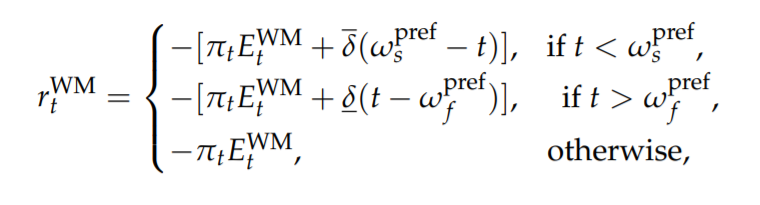 −[π_t E_t^WM + δ̅(ω_s^pref − t)], if t < ω_s^pref,
r_t^WM = { −[π_t E_t^WM + δ̲(t − ω_f^pref)], if t > ω_f^pref,
−π_t E_t^WM, otherwise,